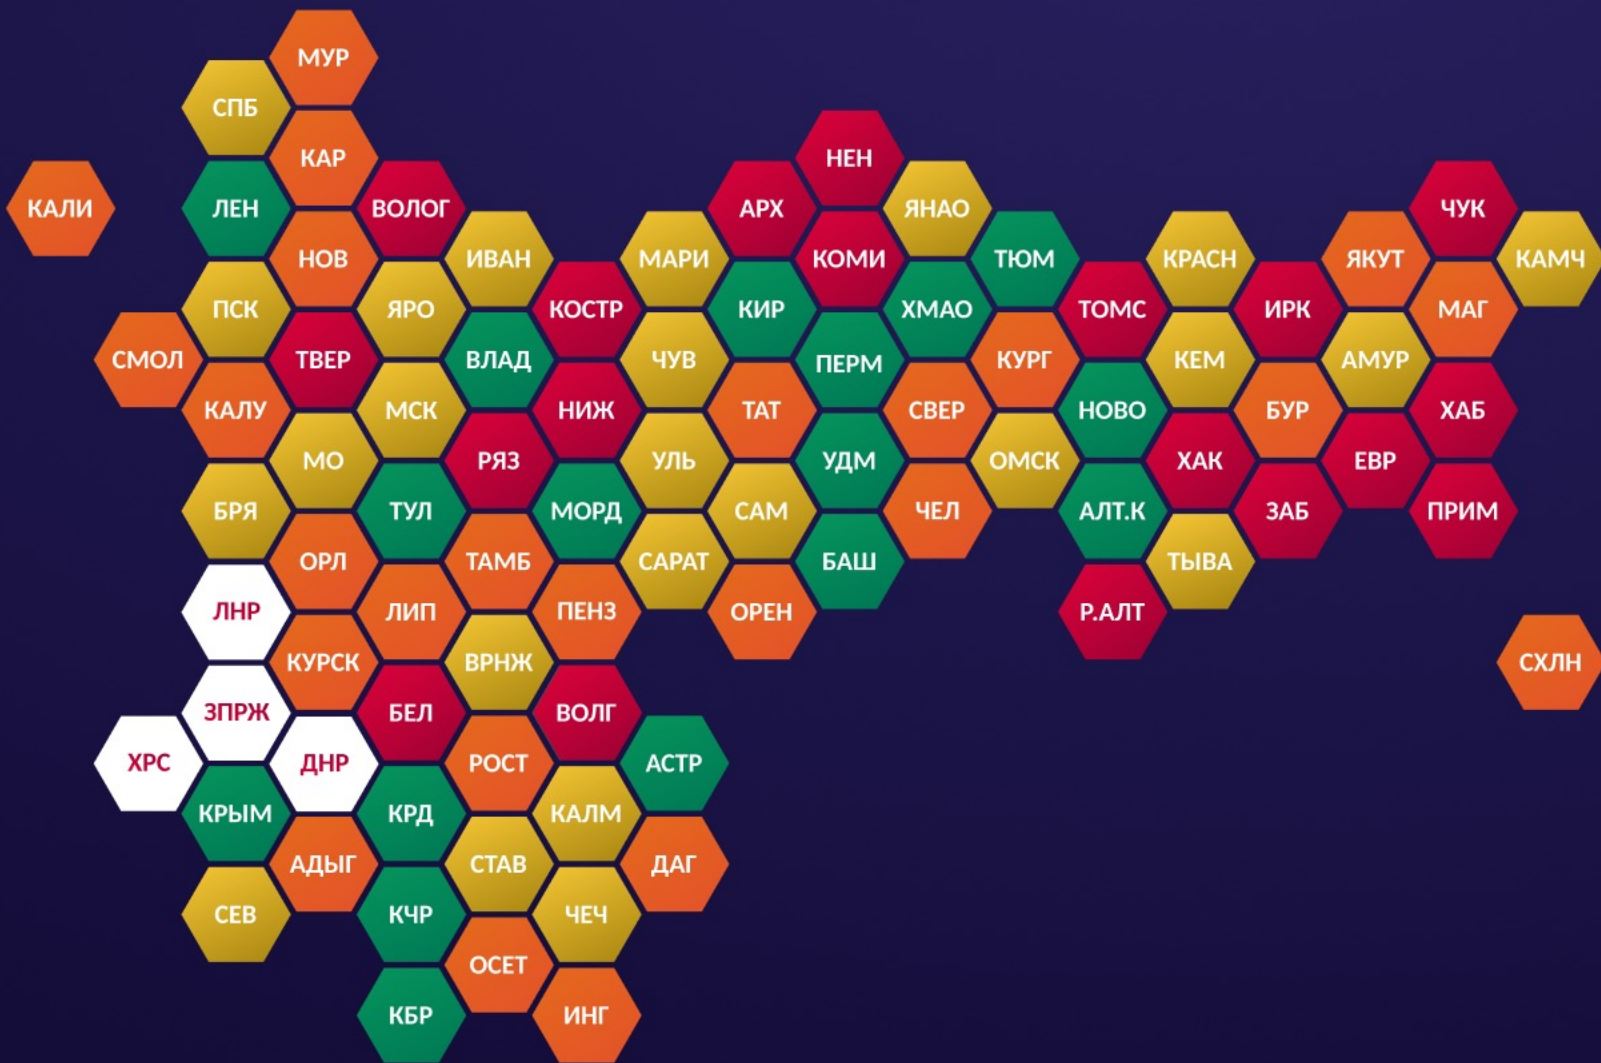 МУР
СПБ
КАР
НЕН
КАЛИ
ЛЕН
ВОЛОГ
АРХ
ЯНАО
ЧУК
НОВ
ИВАН
МАРИ
КОМИ
ТЮМ
КРАСН
ЯКУТ
КАМЧ
ПСК
ЯРО
КОСТР
КИР
ХМАО
ТОМС
ИРК
МАГ
СМОЛ
ТВЕР
ВЛАД
ЧУВ
ПЕРМ
КУРГ
КЕМ
АМУР
КАЛУ
МСК
НИЖ
ТАТ
СВЕР
НОВО
БУР
ХАБ
МО
РЯЗ
УЛЬ
УДМ
ОМСК
ХАК
ЕВР
БРЯ
ТУЛ
МОРД
САМ
ЧЕЛ
АЛТ.К
ЗАБ
ПРИМ
ОРЛ
ТАМБ
САРАТ
БАШ
ТЫВА
ЛНР
ЛИП
ПЕНЗ
ОРЕН
Р.АЛТ
КУРСК
ВРНЖ
СХЛН
ЗПРЖ
БЕЛ
ВОЛГ
ХРС
ДНР
РОСТ
АСТР
КРЫМ
КРД
КАЛМ
АДЫГ
СТАВ
ДАГ
СЕВ
КЧР
ЧЕЧ
ОСЕТ
КБР
ИНГ